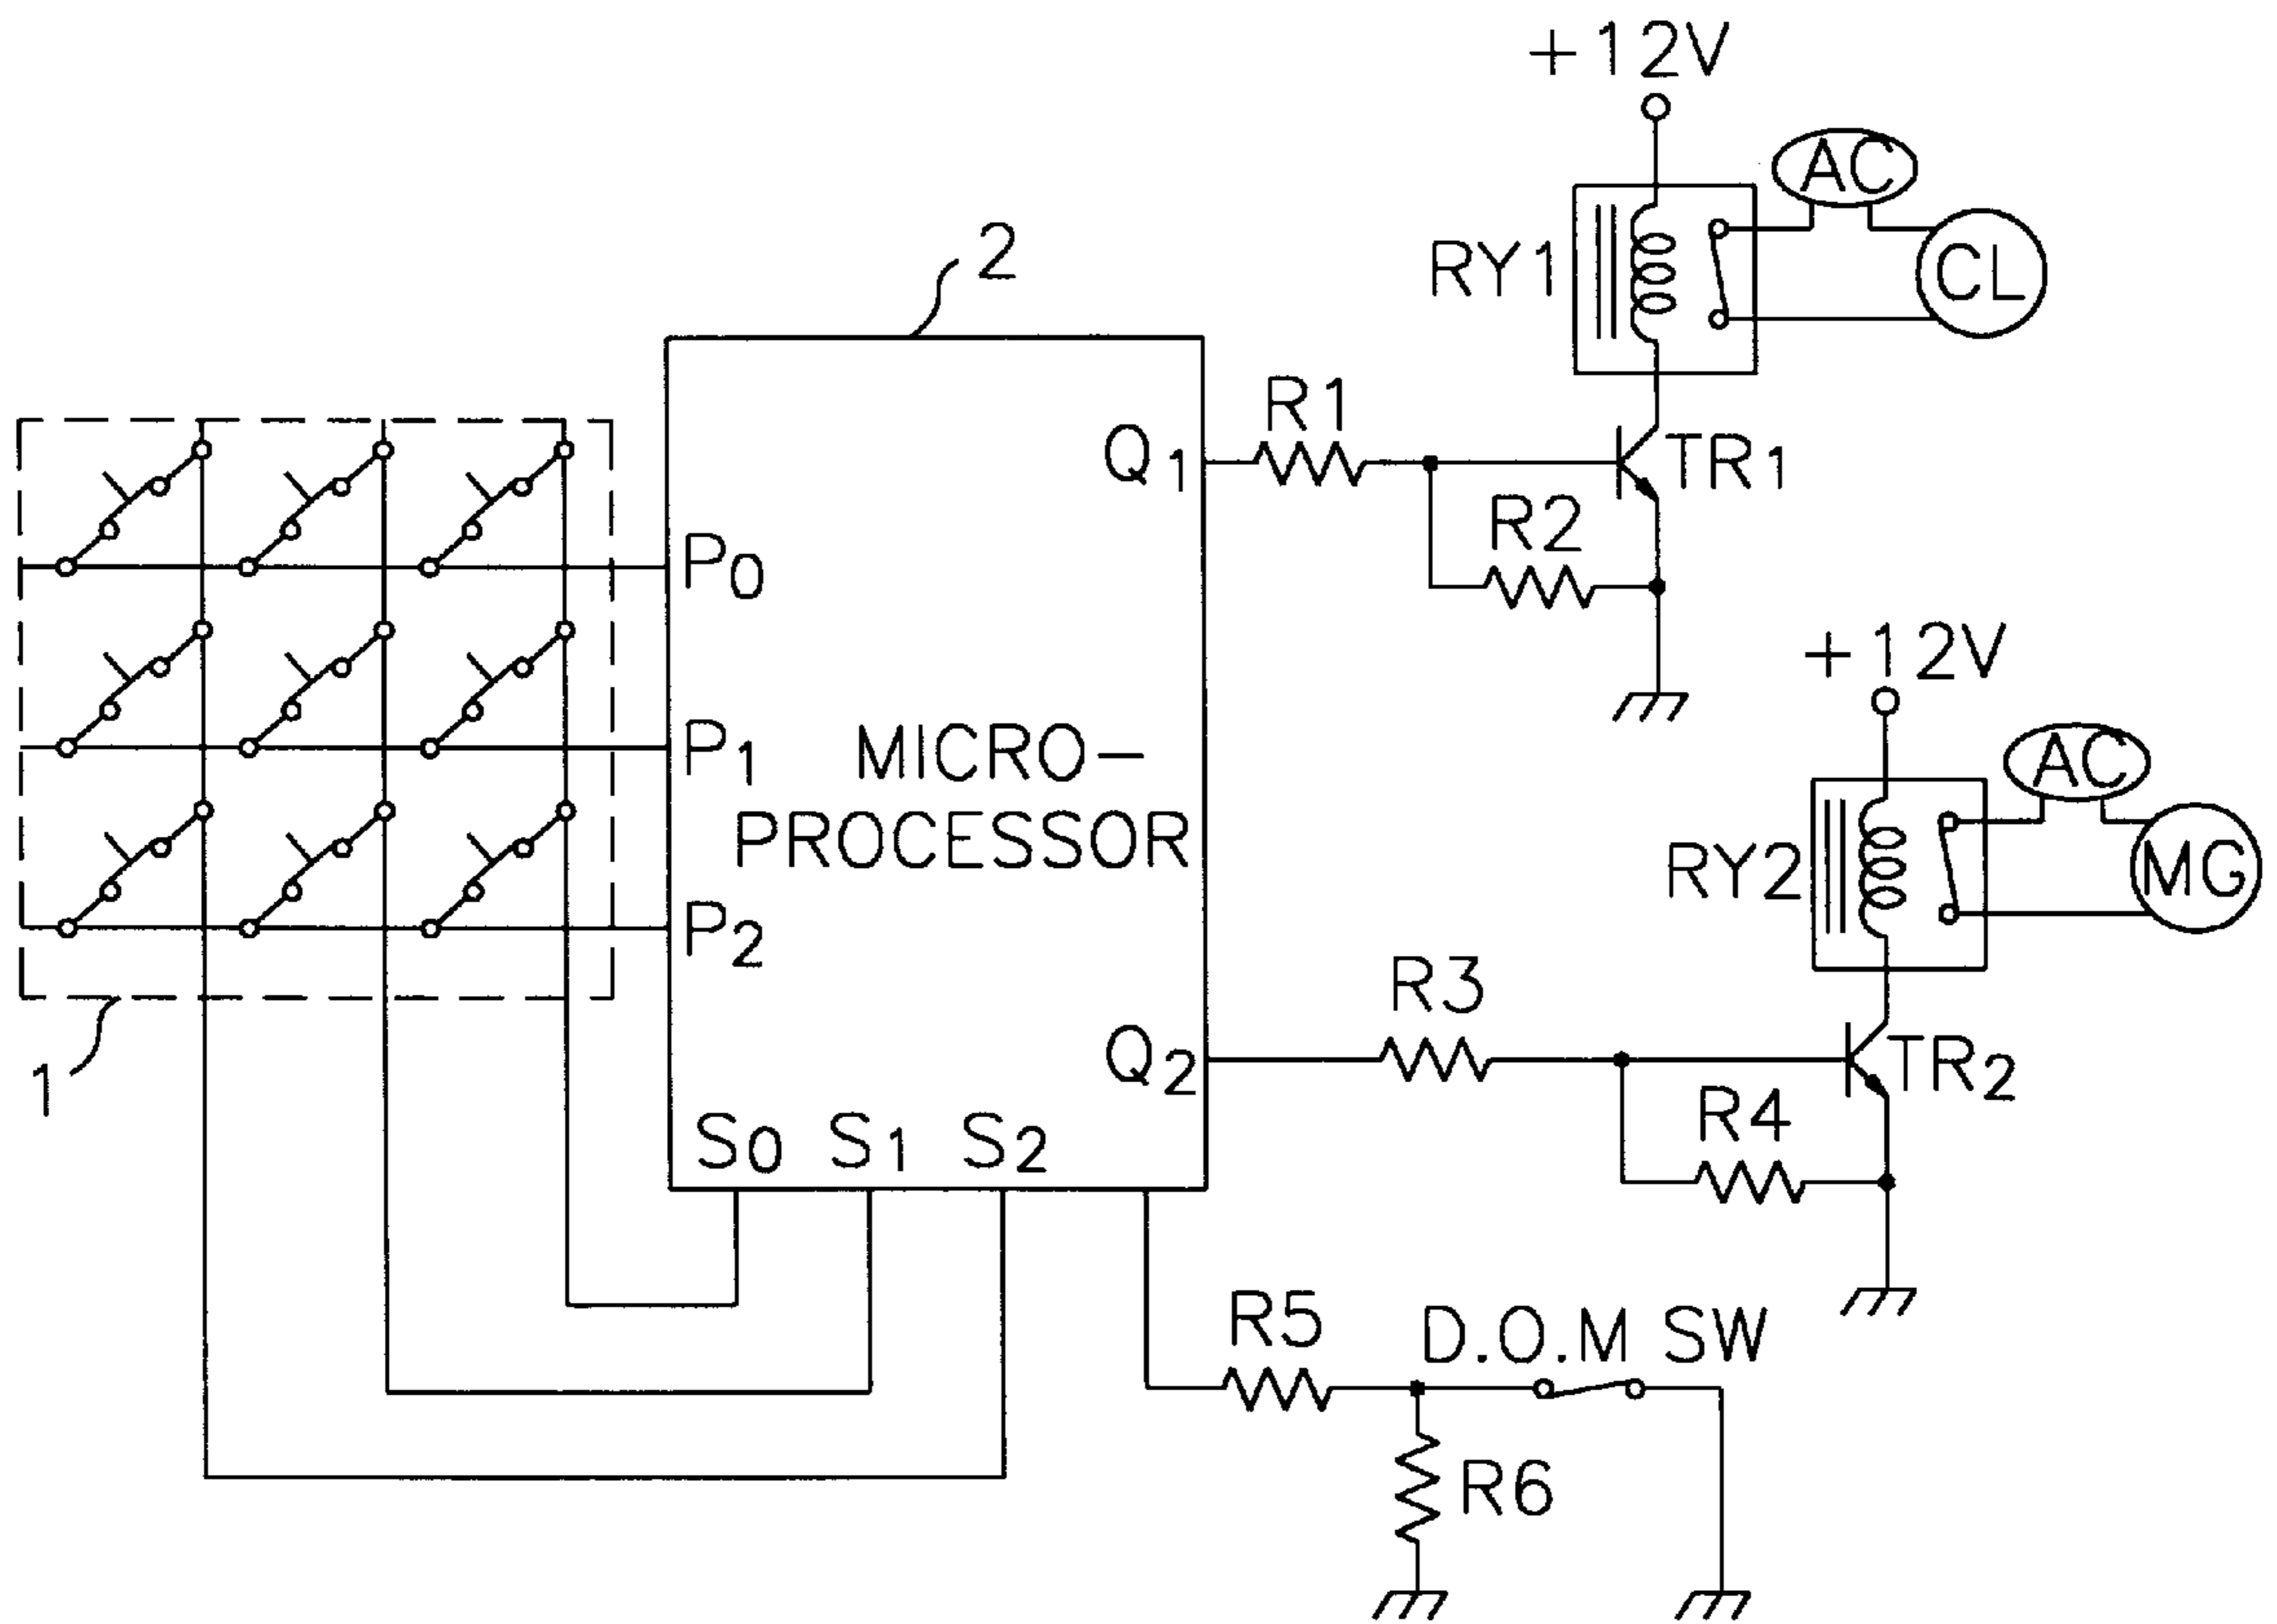 +12V
AC
RY1
CL
2
R1
Q1
TR1
R2
P0
+12V
P1
MICRO-
PROCESSOR
AC
RY2
MG
P2
R3
1
Q2
TR2
R4
S0 S1 S2
R5
D.O.M SW
R6